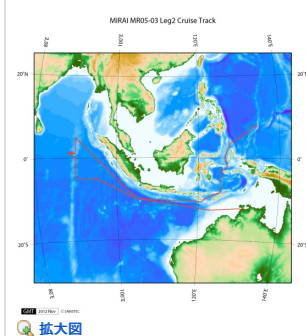 MIRAI MR05-03 Leg2 Cruise Track
80°E 100°E 120°E 140°E
20°N 20°N
0° 0°
20°S 20°S
80°E 100°E 120°E 140°E
GMT 2012 Nov © JAMSTEC
拡大図